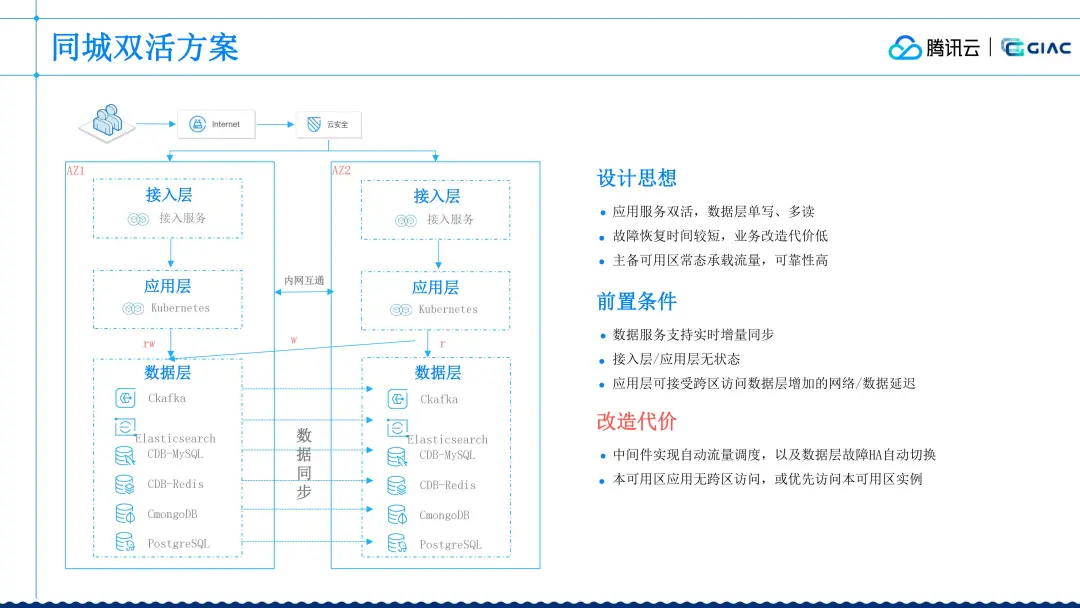 同城双活方案
腾讯云 | GIAC
Internet
云安全
AZ1
接入层
接入服务
应用层
Kubernetes
rw
数据层
Ckafka
Elasticsearch
CDB-MySQL
CDB-Redis
CmongoDB
PostgreSQL
内网互通
w
数据同步
AZ2
接入层
接入服务
应用层
Kubernetes
r
数据层
Ckafka
Elasticsearch
CDB-MySQL
CDB-Redis
CmongoDB
PostgreSQL
设计思想
• 应用服务双活，数据层单写、多读
• 故障恢复时间较短，业务改造代价低
• 主备可用区常态承载流量，可靠性高
前置条件
• 数据服务支持实时增量同步
• 接入层/应用层无状态
• 应用层可接受跨区访问数据层增加的网络/数据延迟
改造代价
• 中间件实现自动流量调度，以及数据层故障HA自动切换
• 本可用区应用无跨区访问，或优先访问本可用区实例